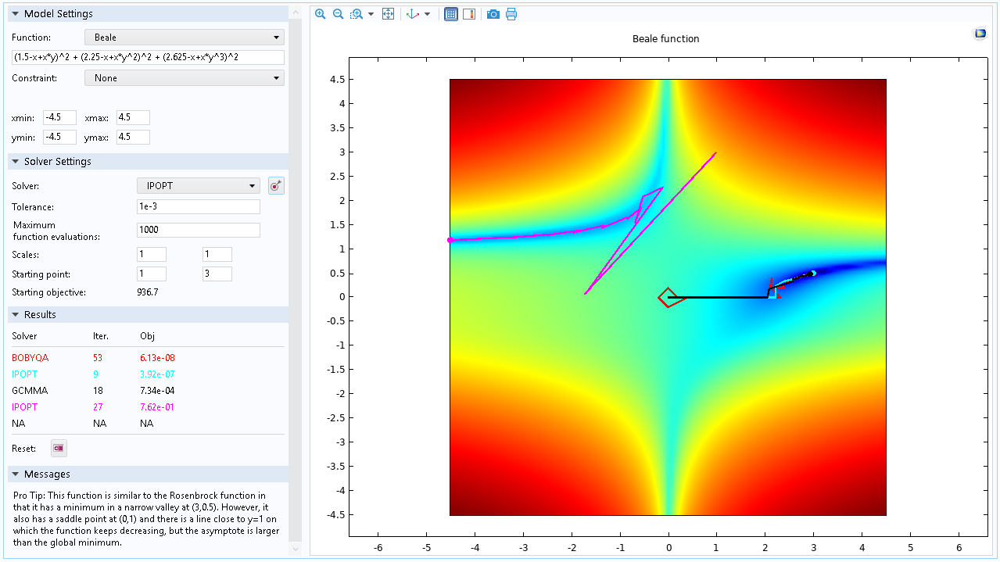 Model Settings
Function: Beale
(1.5-x+x*y)^2 + (2.25-x+x*y^2)^2 + (2.625-x+x*y^3)^2
Constraint: None
xmin: -4.5 xmax: 4.5
ymin: -4.5 ymax: 4.5
Solver Settings
Solver: IPOPT
Tolerance: 1e-3
Maximum
function evaluations: 1000
Scales: 1 1
Starting point: 1 3
Starting objective: 936.7
Results
Solver Iter. Obj
BOBYQA 53 6.13e-08
IPOPT 9 3.92e-07
GCMMA 18 7.34e-04
IPOPT 27 7.62e-01
NA NA NA
Reset:
Messages
Pro Tip: This function is similar to the Rosenbrock function in
that it has a minimum in a narrow valley at (3,0.5). However, it
also has a saddle point at (0,1) and there is a line close to y=1 on
which the function keeps decreasing, but the asymptote is larger
than the global minimum.
Beale function
4.5
4
3.5
3
2.5
2
1.5
1
0.5
0
-0.5
-1
-1.5
-2
-2.5
-3
-3.5
-4
-4.5
-6 -5 -4 -3 -2 -1 0 1 2 3 4 5 6